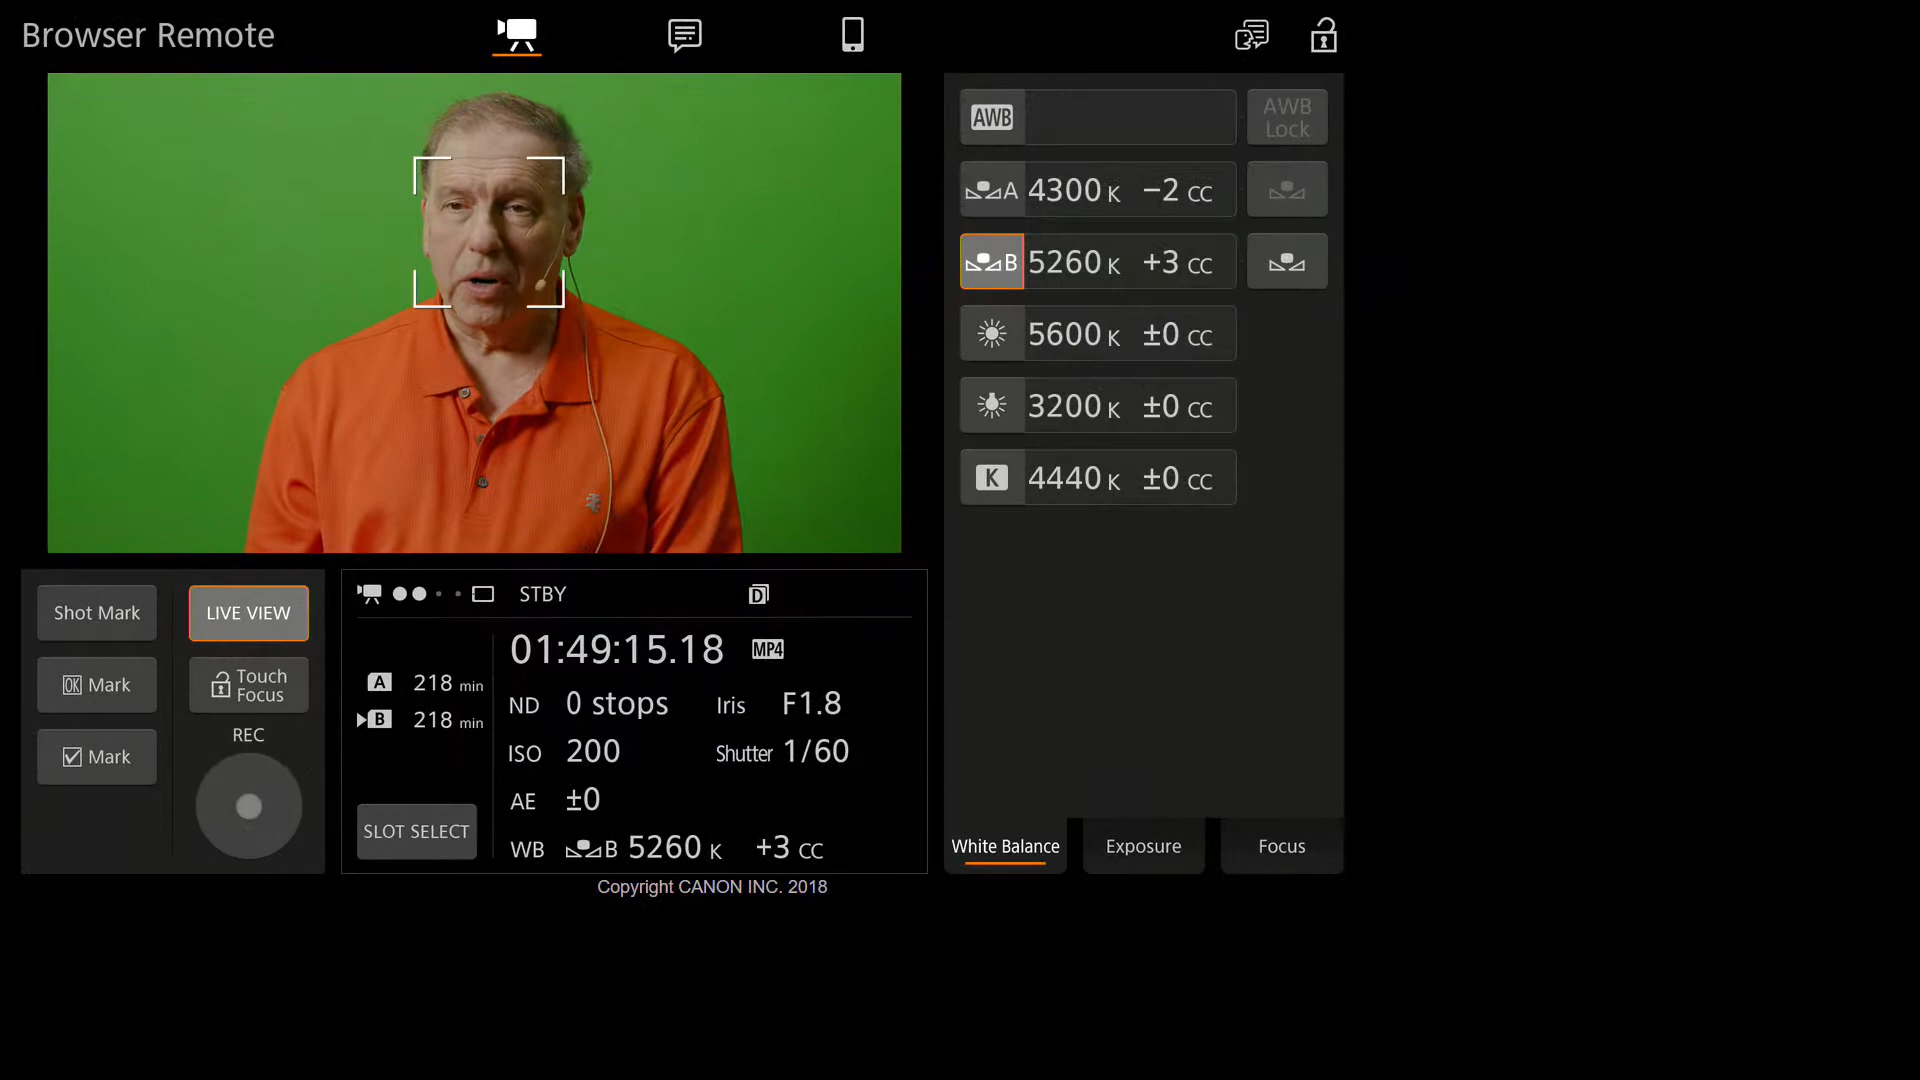 Browser Remote
AWB
AWB Lock
A 4300 K −2 CC
B 5260 K +3 CC
5600 K ±0 CC
3200 K ±0 CC
K 4440 K ±0 CC
White Balance
Exposure
Focus
Shot Mark
OK Mark
Mark
LIVE VIEW
Touch Focus
REC
STBY
D
01:49:15.18 MP4
A 218 min
B 218 min
SLOT SELECT
ND 0 stops Iris F1.8
ISO 200 Shutter 1/60
AE ±0
WB B 5260 K +3 CC
Copyright CANON INC. 2018